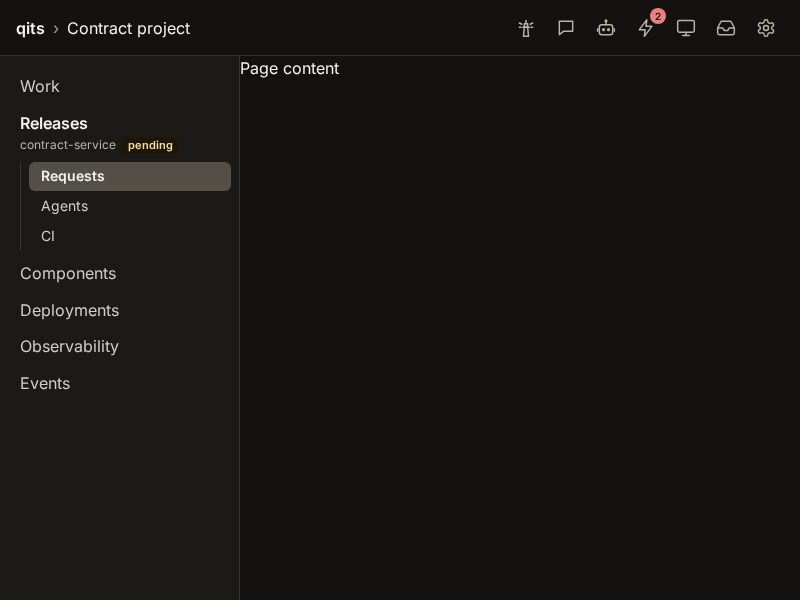 qits › Contract project
2
Work
Releases
contract-service pending
Requests
Agents
CI
Components
Deployments
Observability
Events
Page content